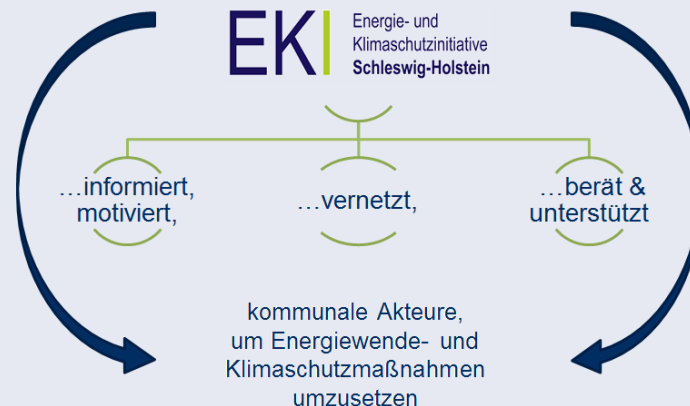 EKI
Energie- und
Klimaschutzinitiative
Schleswig-Holstein
...informiert,
motiviert,
...vernetzt,
...berät &
unterstützt
kommunale Akteure,
um Energiewende- und
Klimaschutzmaßnahmen
umzusetzen